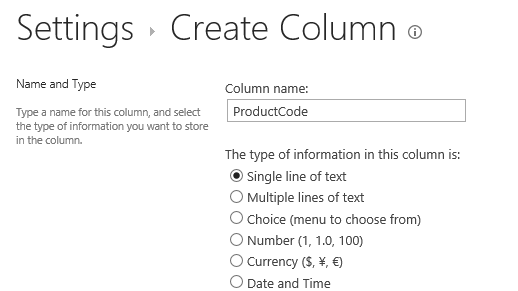 Settings ▸ Create Column
Name and Type
Type a name for this column, and select
the type of information you want to store
in the column.
Column name:
ProductCode
The type of information in this column is:
Single line of text
Multiple lines of text
Choice (menu to choose from)
Number (1, 1.0, 100)
Currency ($, ¥, €)
Date and Time